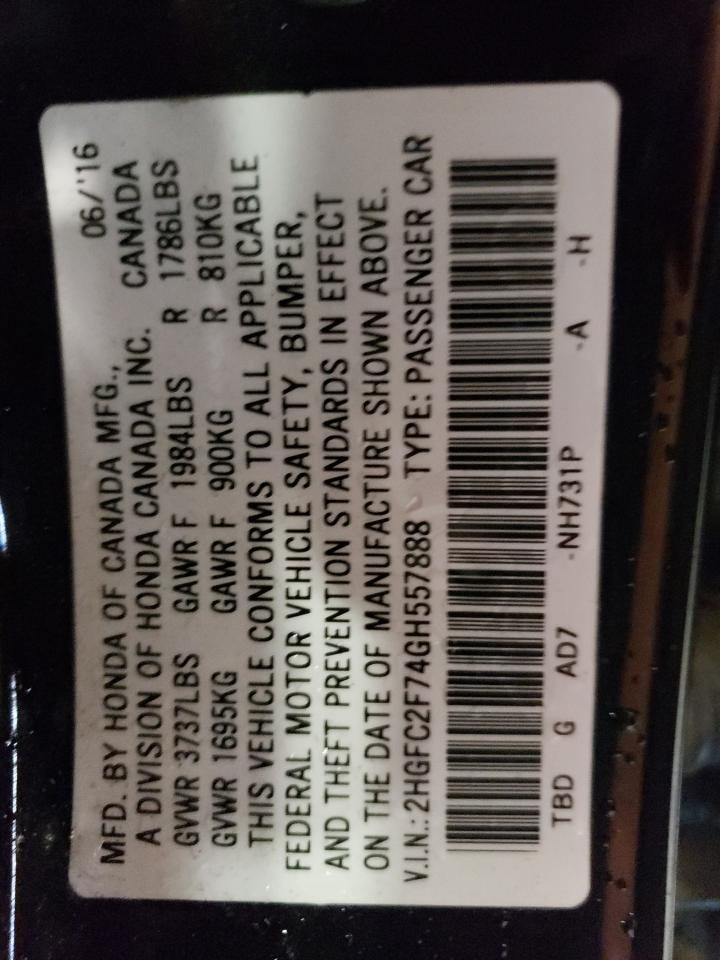 06/'16
MFD. BY HONDA OF CANADA MFG.,
A DIVISION OF HONDA CANADA INC. CANADA
GVWR 3737LBS GAWR F 1984LBS R 1786LBS
GVWR 1695KG GAWR F 900KG R 810KG
THIS VEHICLE CONFORMS TO ALL APPLICABLE
FEDERAL MOTOR VEHICLE SAFETY, BUMPER,
AND THEFT PREVENTION STANDARDS IN EFFECT
ON THE DATE OF MANUFACTURE SHOWN ABOVE.
V.I.N.: 2HGFC2F74GH557888 TYPE: PASSENGER CAR
TBD G AD7 -NH731P -A -H